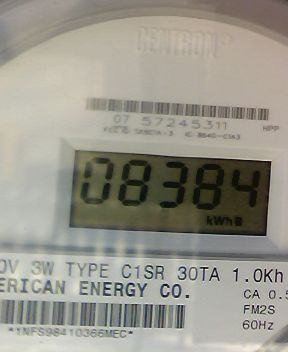 CENTRON®
07 57245311
HPP
08384
kWh
0V 3W TYPE C1SR 30TA 1.0Kh
ERICAN ENERGY CO.
CA 0.5
FM2S
60Hz
*1NFS98410366MEC*